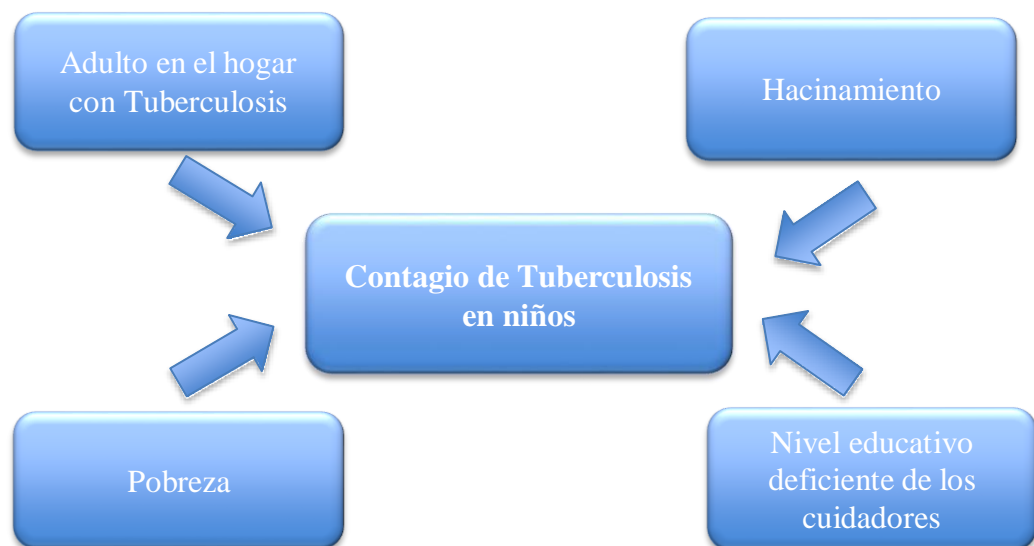 Adulto en el hogar
con Tuberculosis
Hacinamiento
Contagio de Tuberculosis
en niños
Pobreza
Nivel educativo
deficiente de los
cuidadores